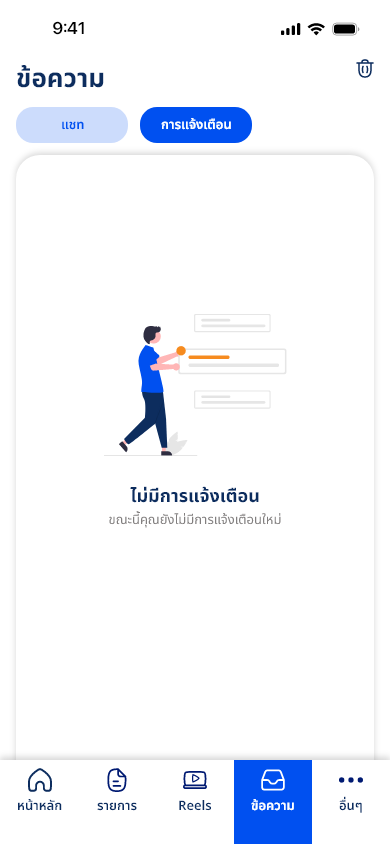 9:41
ข้อความ
แชท
การแจ้งเตือน
ไม่มีการแจ้งเตือน
ขณะนี้คุณยังไม่มีการแจ้งเตือนใหม่
หน้าหลัก
รายการ
Reels
ข้อความ
อื่นๆ